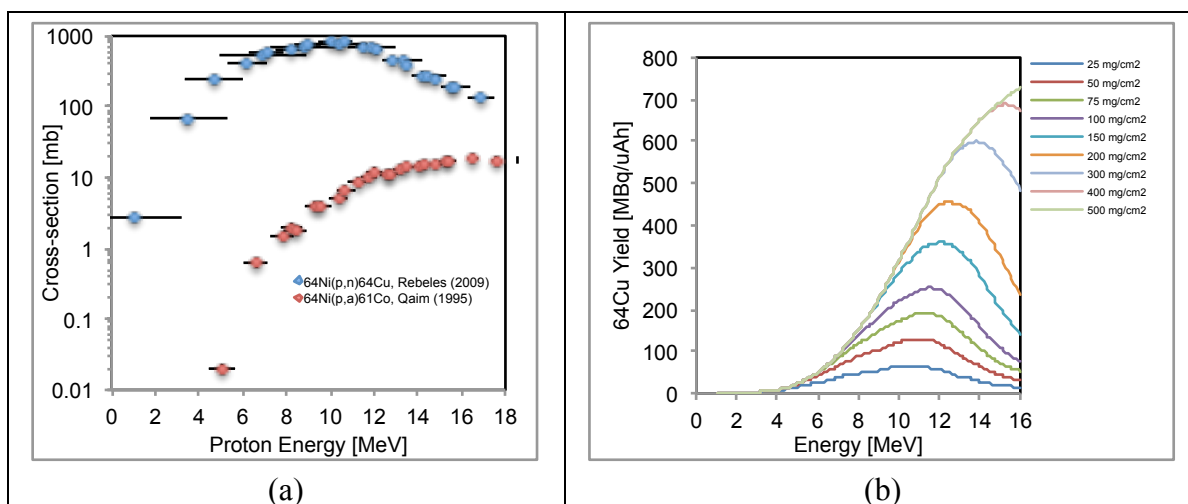 1000
100
10
1
0.1
0.01
Cross-section [mb]
64Ni(p,n)64Cu, Rebeles (2009)
64Ni(p,a)61Co, Qaim (1995)
0 2 4 6 8 10 12 14 16 18
Proton Energy [MeV]
(a)
800
700
600
500
400
300
200
100
0
64Cu Yield [MBq/uAh]
0 2 4 6 8 10 12 14 16
Energy [MeV]
25 mg/cm2
50 mg/cm2
75 mg/cm2
100 mg/cm2
150 mg/cm2
200 mg/cm2
300 mg/cm2
400 mg/cm2
500 mg/cm2
(b)